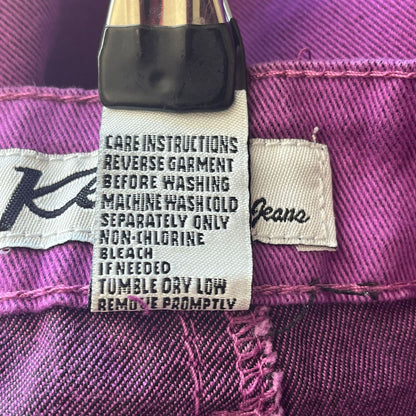 CARE INSTRUCTIONS
REVERSE GARMENT
BEFORE WASHING
MACHINE WASH COLD
SEPARATELY ONLY
NON-CHLORINE
BLEACH
IF NEEDED
TUMBLE DRY LOW
REMOVE PROMPTLY
Jeans